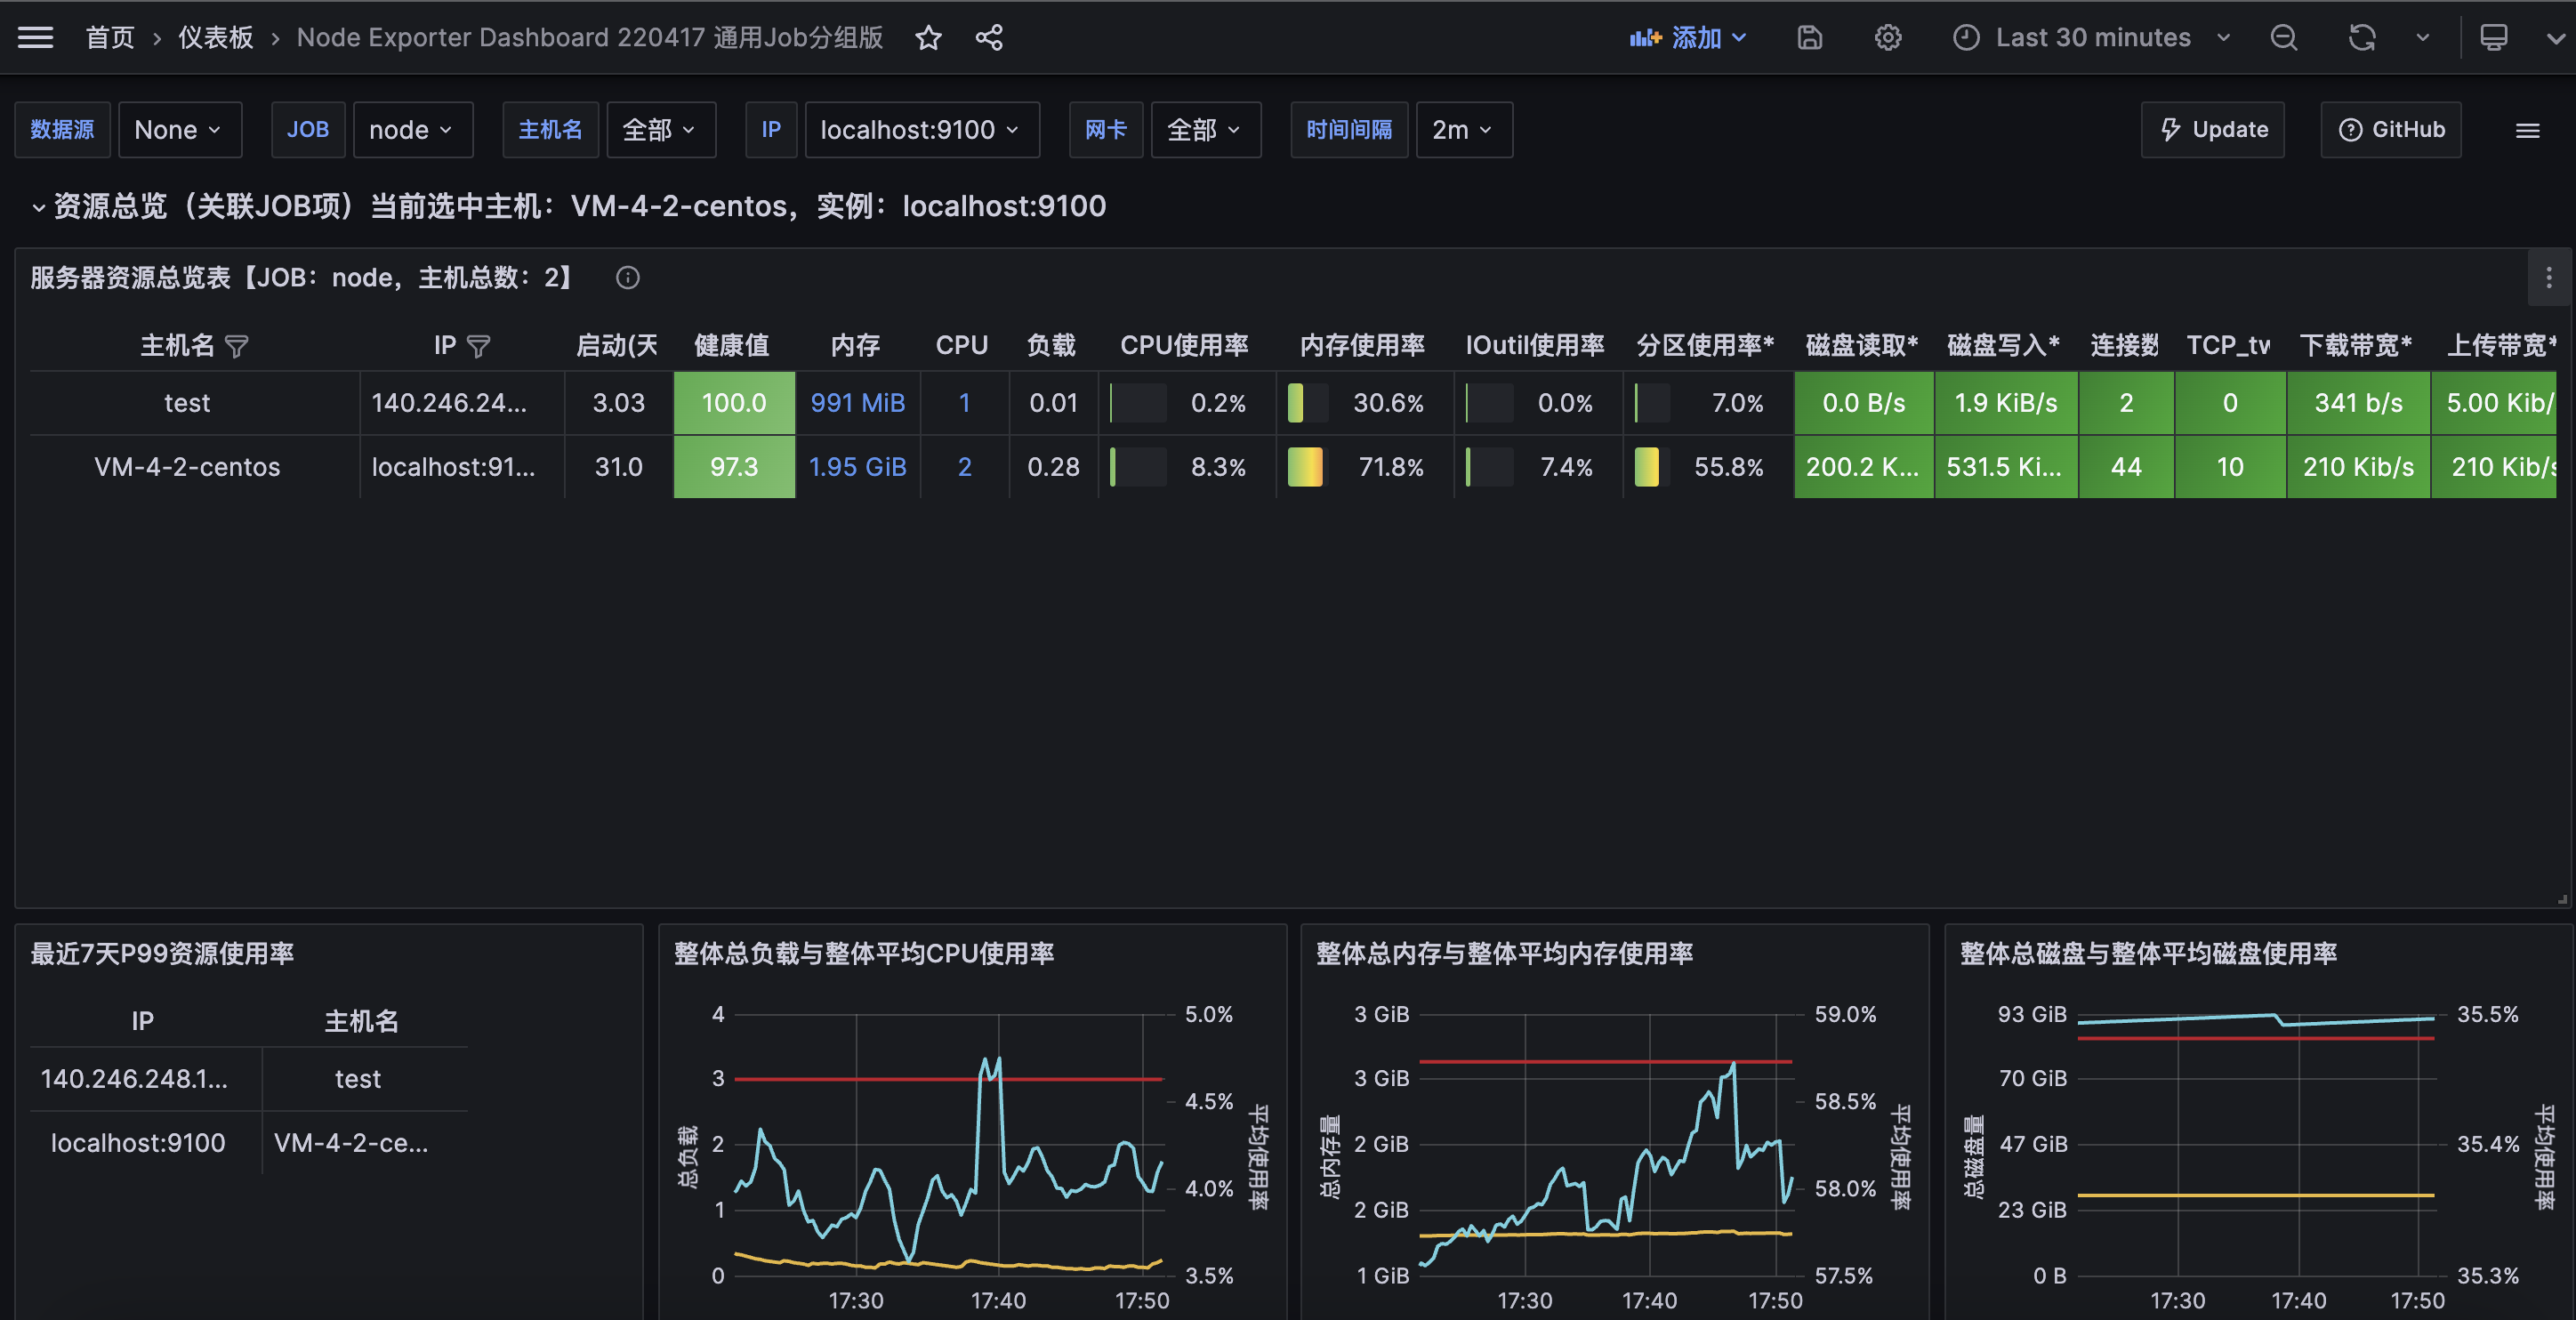 首页 › 仪表板 › Node Exporter Dashboard 220417 通用Job分组版 添加 Last 30 minutes
数据源 None JOB node 主机名 全部 IP localhost:9100 网卡 全部 时间间隔 2m Update GitHub
资源总览（关联JOB项）当前选中主机：VM-4-2-centos，实例：localhost:9100
服务器资源总览表【JOB：node，主机总数：2】
主机名 IP 启动(天 健康值 内存 CPU 负载 CPU使用率 内存使用率 IOutil使用率 分区使用率* 磁盘读取* 磁盘写入* 连接数 TCP_tw 下载带宽* 上传带宽*
test 140.246.24... 3.03 100.0 991 MiB 1 0.01 0.2% 30.6% 0.0% 7.0% 0.0 B/s 1.9 KiB/s 2 0 341 b/s 5.00 Kib/
VM-4-2-centos localhost:91... 31.0 97.3 1.95 GiB 2 0.28 8.3% 71.8% 7.4% 55.8% 200.2 K... 531.5 Ki... 44 10 210 Kib/s 210 Kib/s
最近7天P99资源使用率
IP 主机名
140.246.248.1... test
localhost:9100 VM-4-2-ce...
整体总负载与整体平均CPU使用率
总负载
4
3
2
1
0
5.0%
4.5%
4.0%
3.5%
平均使用率
17:30 17:40 17:50
整体总内存与整体平均内存使用率
总内存量
3 GiB
3 GiB
2 GiB
2 GiB
1 GiB
59.0%
58.5%
58.0%
57.5%
平均使用率
17:30 17:40 17:50
整体总磁盘与整体平均磁盘使用率
总磁盘量
93 GiB
70 GiB
47 GiB
23 GiB
0 B
35.5%
35.4%
35.3%
平均使用率
17:30 17:40 17:50